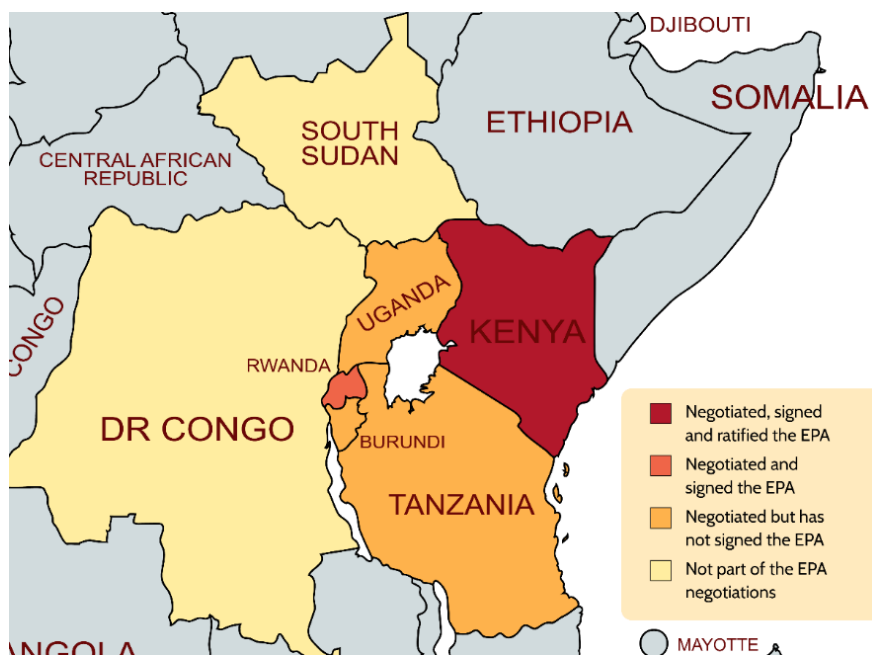 DJIBOUTI
SOMALIA
ETHIOPIA
SOUTH
SUDAN
CENTRAL AFRICAN
REPUBLIC
UGANDA
KENYA
CONGO
RWANDA
DR CONGO
BURUNDI
TANZANIA
Negotiated, signed
and ratified the EPA
Negotiated and
signed the EPA
Negotiated but has
not signed the EPA
Not part of the EPA
negotiations
ANGOLA
MAYOTTE